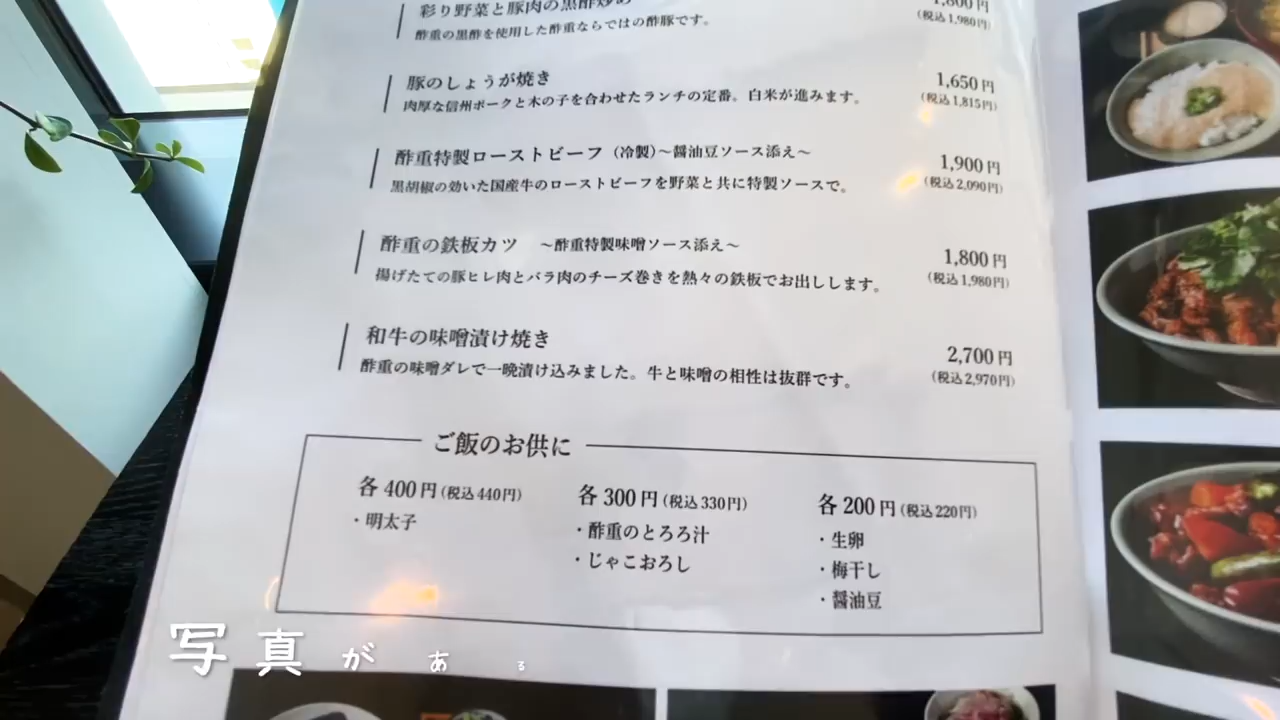 彩り野菜と豚肉の黒酢炒め
1,800円
(税込1,980円)
酢重の黒酢を使用した酢重ならではの酢豚です。
豚のしょうが焼き
1,650円
(税込1,815円)
肉厚な信州ポークと木の子を合わせたランチの定番。白米が進みます。
酢重特製ローストビーフ(冷製)~醤油豆ソース添え~
1,900円
(税込2,090円)
黒胡椒の効いた国産牛のローストビーフを野菜と共に特製ソースで。
酢重の鉄板カツ ~酢重特製味噌ソース添え~
1,800円
(税込1,980円)
揚げたての豚ヒレ肉とバラ肉のチーズ巻きを熱々の鉄板でお出しします。
和牛の味噌漬け焼き
2,700円
(税込2,970円)
酢重の味噌ダレで一晩漬け込みました。牛と味噌の相性は抜群です。
ご飯のお供に
各400円(税込440円)
・明太子
各300円(税込330円)
・酢重のとろろ汁
・じゃこおろし
各200円(税込220円)
・生卵
・梅干し
・醤油豆
写真がある